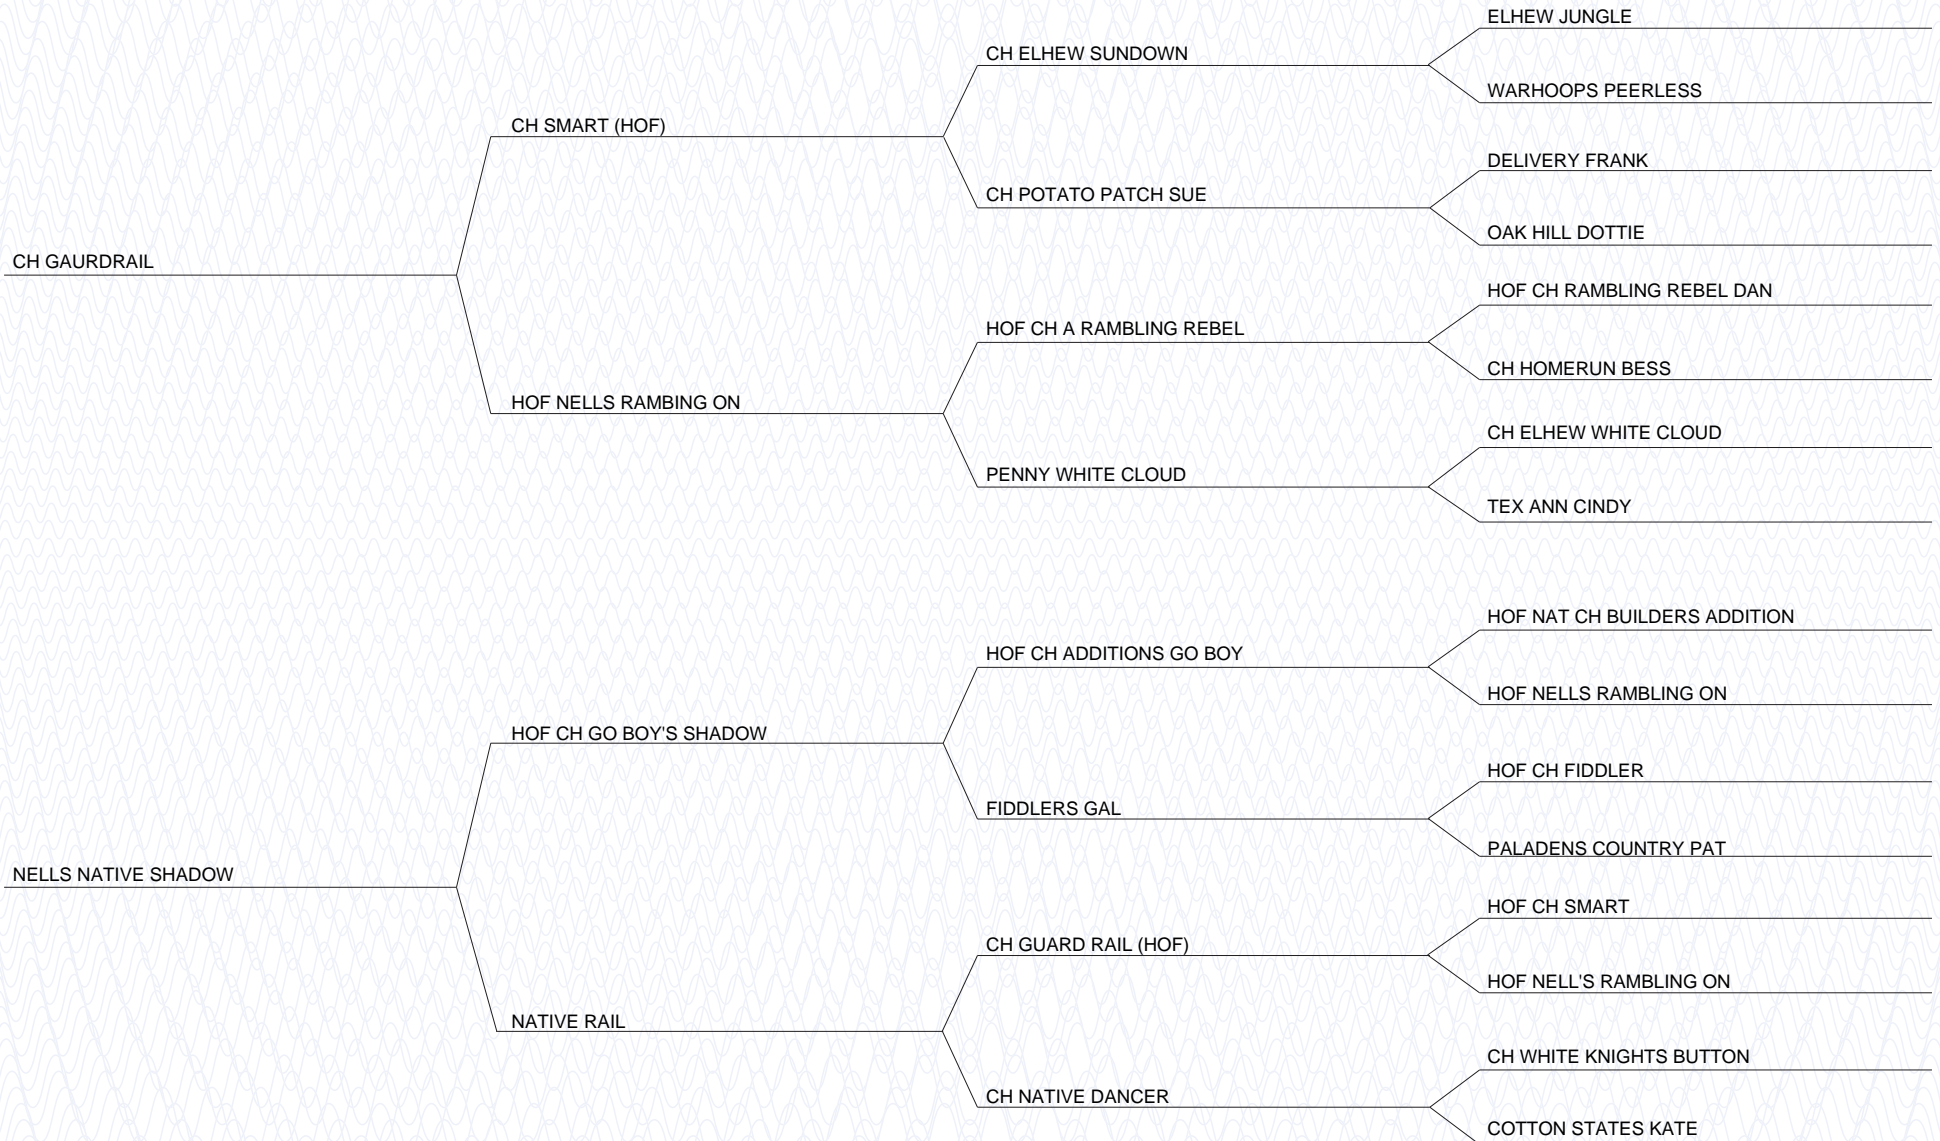 ELHEW JUNGLE
CH ELHEW SUNDOWN
WARHOOPS PEERLESS
CH SMART (HOF)
DELIVERY FRANK
CH POTATO PATCH SUE
OAK HILL DOTTIE
CH GAURDRAIL
HOF CH RAMBLING REBEL DAN
HOF CH A RAMBLING REBEL
CH HOMERUN BESS
HOF NELLS RAMBING ON
CH ELHEW WHITE CLOUD
PENNY WHITE CLOUD
TEX ANN CINDY
HOF NAT CH BUILDERS ADDITION
HOF CH ADDITIONS GO BOY
HOF NELLS RAMBLING ON
HOF CH GO BOY'S SHADOW
HOF CH FIDDLER
FIDDLERS GAL
PALADENS COUNTRY PAT
NELLS NATIVE SHADOW
HOF CH SMART
CH GUARD RAIL (HOF)
HOF NELL'S RAMBLING ON
NATIVE RAIL
CH WHITE KNIGHTS BUTTON
CH NATIVE DANCER
COTTON STATES KATE